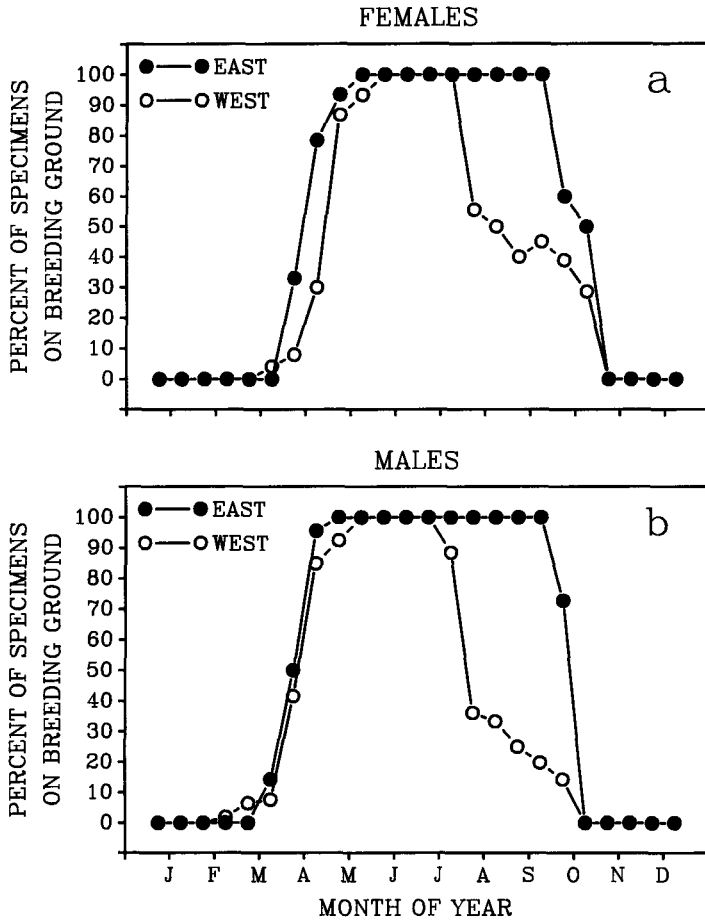 FEMALES
a
EAST
WEST
100
90
80
70
60
50
40
30
20
10
0
PERCENT OF SPECIMENS
ON BREEDING GROUND
MALES
b
EAST
WEST
100
90
80
70
60
50
40
30
20
10
0
PERCENT OF SPECIMENS
ON BREEDING GROUND
J F M A M J J A S O N D
MONTH OF YEAR